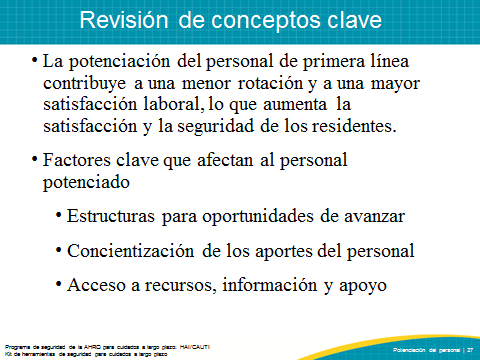 Revisión de conceptos clave
• La potenciación del personal de primera línea
contribuye a una menor rotación y a una mayor
satisfacción laboral, lo que aumenta la
satisfacción y la seguridad de los residentes.
• Factores clave que afectan al personal
potenciado
• Estructuras para oportunidades de avanzar
• Concientización de los aportes del personal
• Acceso a recursos, información y apoyo
Programa de seguridad de la AHRQ para cuidados a largo plazo: HAI/CAUTI
Kit de herramientas de seguridad para cuidados a largo plazo
Potenciación del personal | 27